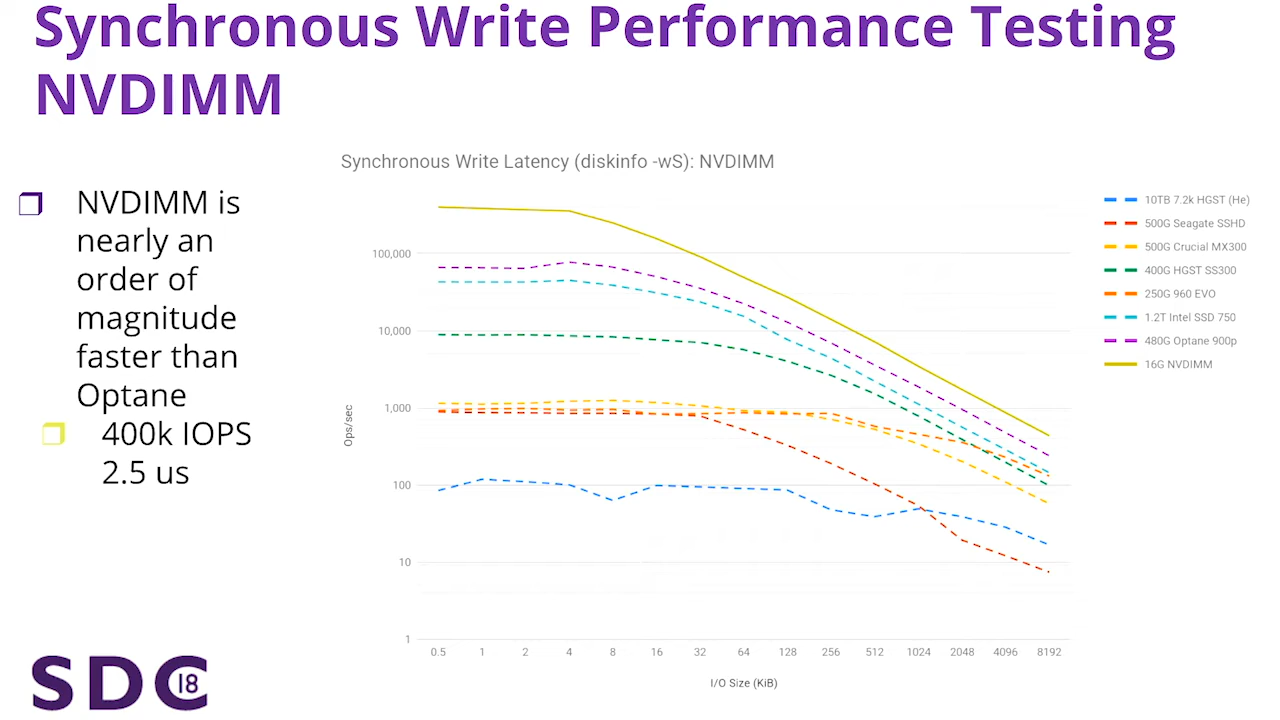 Synchronous Write Performance Testing
NVDIMM
NVDIMM is
nearly an
order of
magnitude
faster than
Optane
400k IOPS
2.5 us
Synchronous Write Latency (diskinfo -wS): NVDIMM
100,000
10,000
1,000
100
10
1
Ops/sec
0.5 1 2 4 8 16 32 64 128 256 512 1024 2048 4096 8192
I/O Size (KiB)
10TB 7.2k HGST (He)
500G Seagate SSHD
500G Crucial MX300
400G HGST SS300
250G 960 EVO
1.2T Intel SSD 750
480G Optane 900p
16G NVDIMM
SDC 18